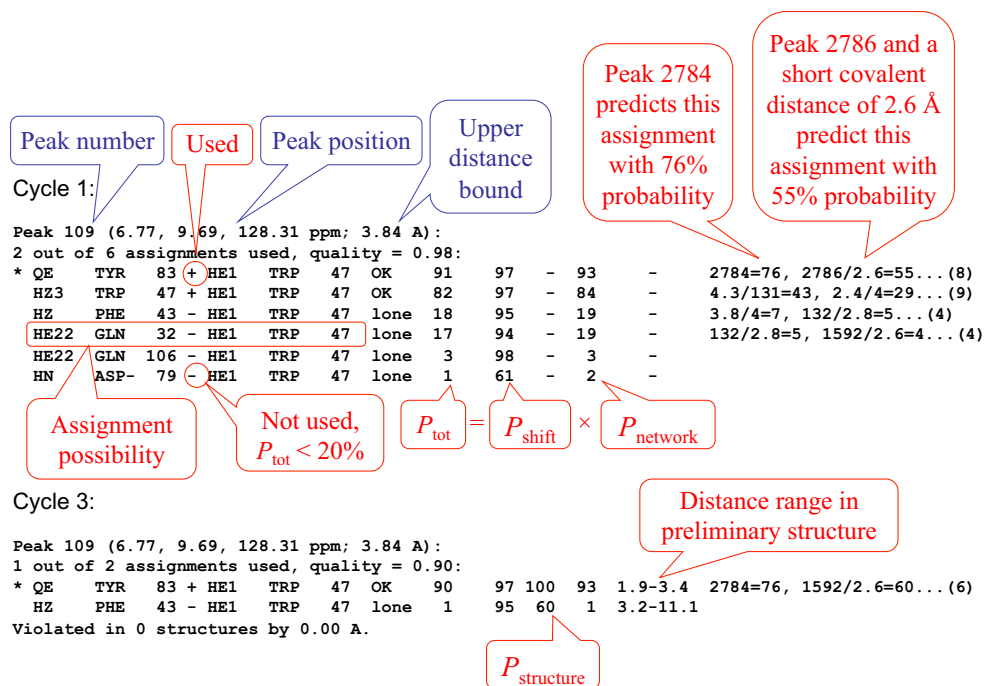 Peak 2784
predicts this
assignment
with 76%
probability
Peak 2786 and a
short covalent
distance of 2.6 Å
predict this
assignment with
55% probability
Peak number
Used
Peak position
Upper
distance
bound
Cycle 1:
Peak 109 (6.77, 9.69, 128.31 ppm; 3.84 A):
2 out of 6 assignments used, quality = 0.98:
* QE TYR 83 + HE1 TRP 47 OK 91 97 - 93 - 2784=76, 2786/2.6=55...(8)
HZ3 TRP 47 + HE1 TRP 47 OK 82 97 - 84 - 4.3/131=43, 2.4/4=29...(9)
HZ PHE 43 - HE1 TRP 47 lone 18 95 - 19 - 3.8/4=7, 132/2.8=5...(4)
HE22 GLN 32 - HE1 TRP 47 lone 17 94 - 19 - 132/2.8=5, 1592/2.6=4...(4)
HE22 GLN 106 - HE1 TRP 47 lone 3 98 - 3 -
HN ASP- 79 - HE1 TRP 47 lone 1 61 - 2 -
Assignment
possibility
Not used,
Ptot < 20%
Ptot = Pshift × Pnetwork
Cycle 3:
Distance range in
preliminary structure
Peak 109 (6.77, 9.69, 128.31 ppm; 3.84 A):
1 out of 2 assignments used, quality = 0.90:
* QE TYR 83 + HE1 TRP 47 OK 90 97 100 93 1.9-3.4 2784=76, 1592/2.6=60...(6)
HZ PHE 43 - HE1 TRP 47 lone 1 95 60 1 3.2-11.1
Violated in 0 structures by 0.00 A.
Pstructure